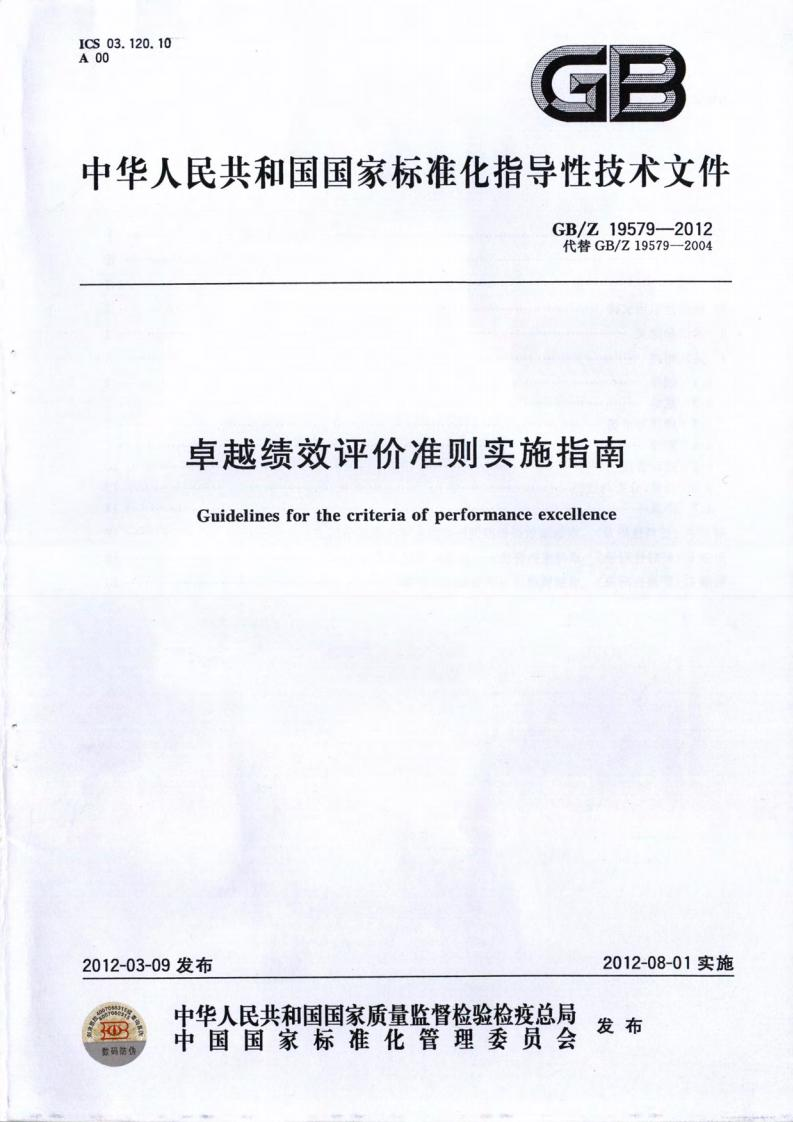 ICS 03.120.10
A 00
GB
中华人民共和国国家标准化指导性技术文件
GB/Z 19579—2012
代替 GB/Z 19579—2004
卓越绩效评价准则实施指南
Guidelines for the criteria of performance excellence
2012-03-09 发布
2012-08-01 实施
中华人民共和国国家质量监督检验检疫总局
中国国家标准化管理委员会
发布
数码防伪